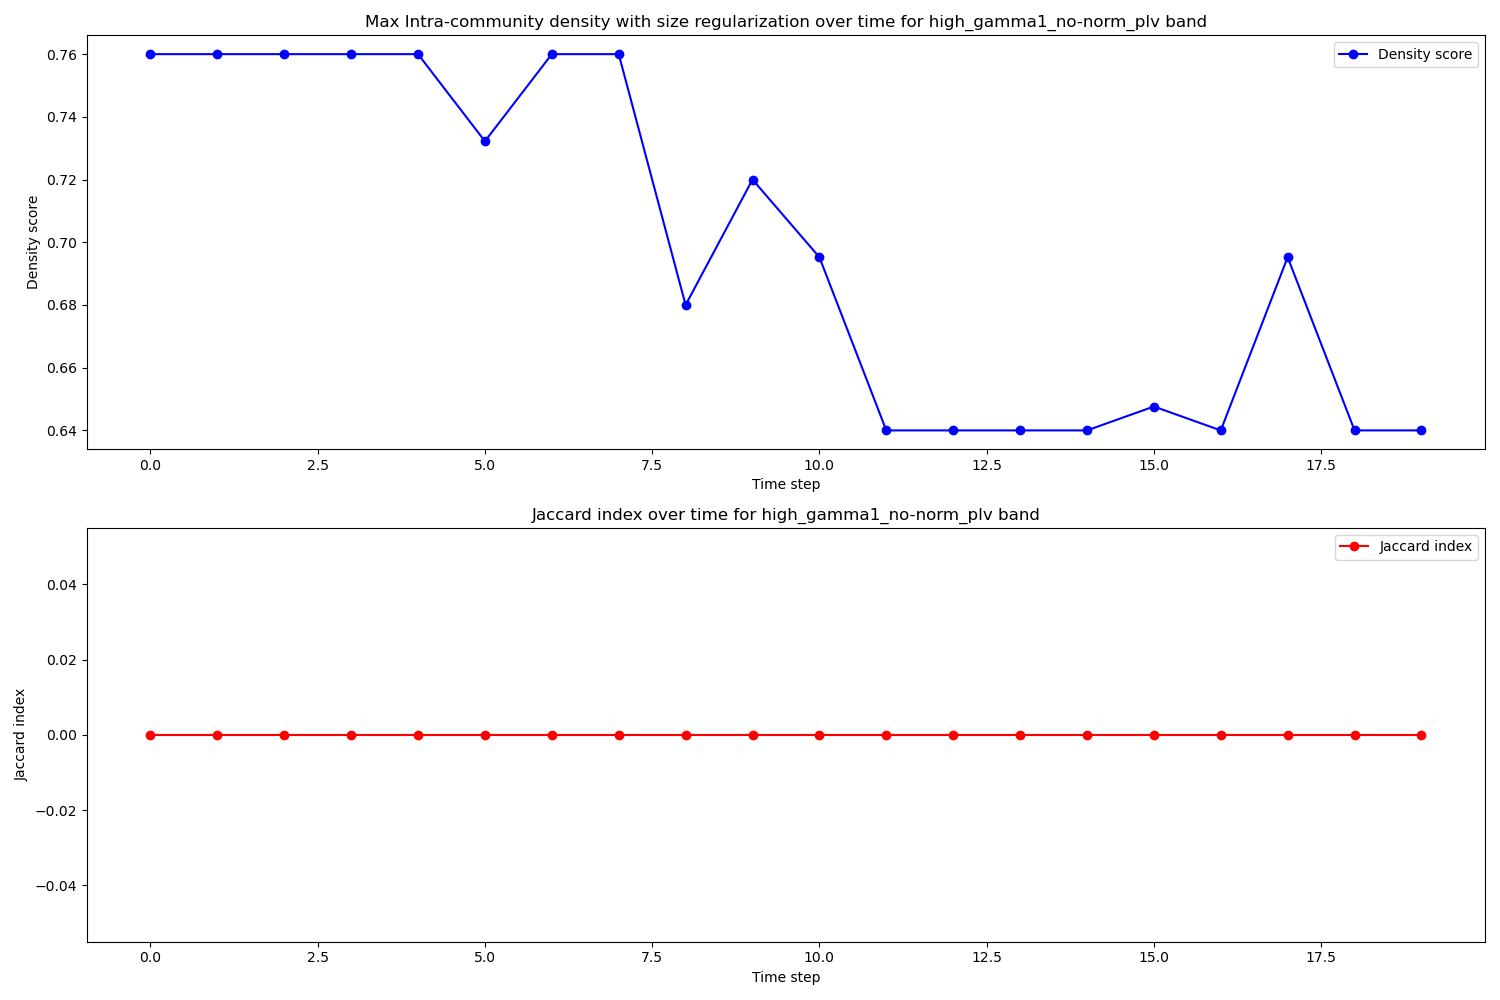 Max Intra-community density with size regularization over time for high_gamma1_no-norm_plv band
Density score
0.76
0.74
0.72
0.70
0.68
0.66
0.64
Density score
0.0 2.5 5.0 7.5 10.0 12.5 15.0 17.5
Time step
Jaccard index over time for high_gamma1_no-norm_plv band
Jaccard index
0.04
0.02
0.00
−0.02
−0.04
Jaccard index
0.0 2.5 5.0 7.5 10.0 12.5 15.0 17.5
Time step